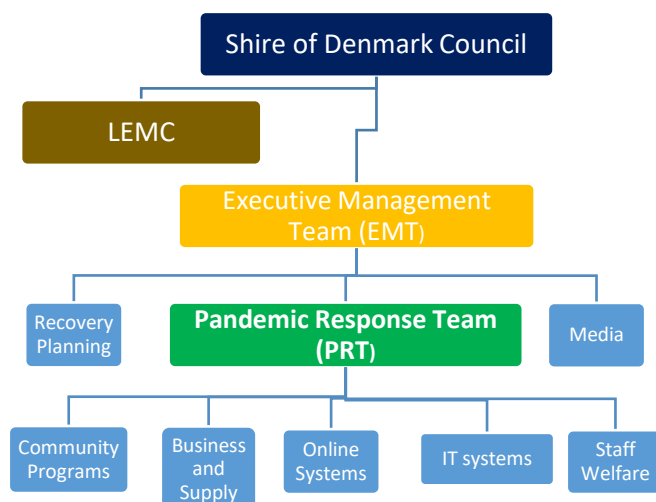 Shire of Denmark Council
LEMC
Executive Management
Team (EMT)
Recovery
Planning
Pandemic Response Team
(PRT)
Media
Community
Programs
Business
and
Supply
Online
Systems
IT systems
Staff
Welfare